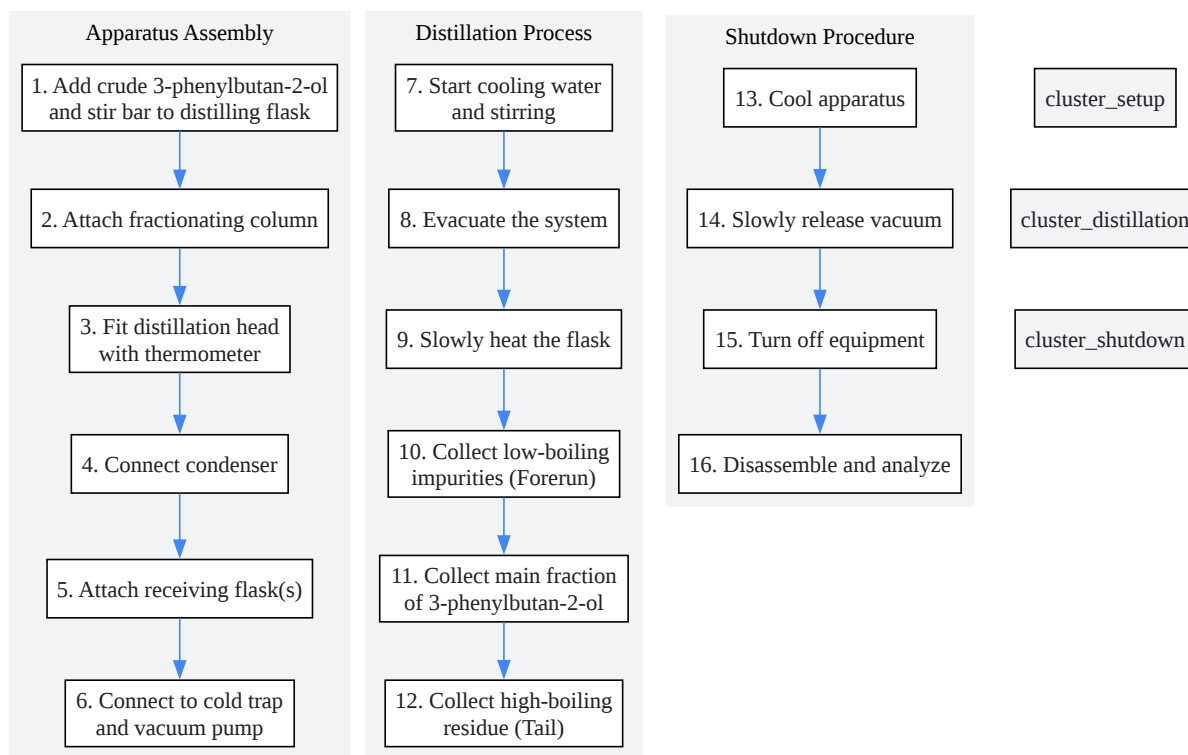 Apparatus Assembly
1. Add crude 3-phenylbutan-2-ol
and stir bar to distilling flask
2. Attach fractionating column
3. Fit distillation head
with thermometer
4. Connect condenser
5. Attach receiving flask(s)
6. Connect to cold trap
and vacuum pump
Distillation Process
7. Start cooling water
and stirring
8. Evacuate the system
9. Slowly heat the flask
10. Collect low-boiling
impurities (Forerun)
11. Collect main fraction
of 3-phenylbutan-2-ol
12. Collect high-boiling
residue (Tail)
Shutdown Procedure
13. Cool apparatus
14. Slowly release vacuum
15. Turn off equipment
16. Disassemble and analyze
cluster_setup
cluster_distillation
cluster_shutdown